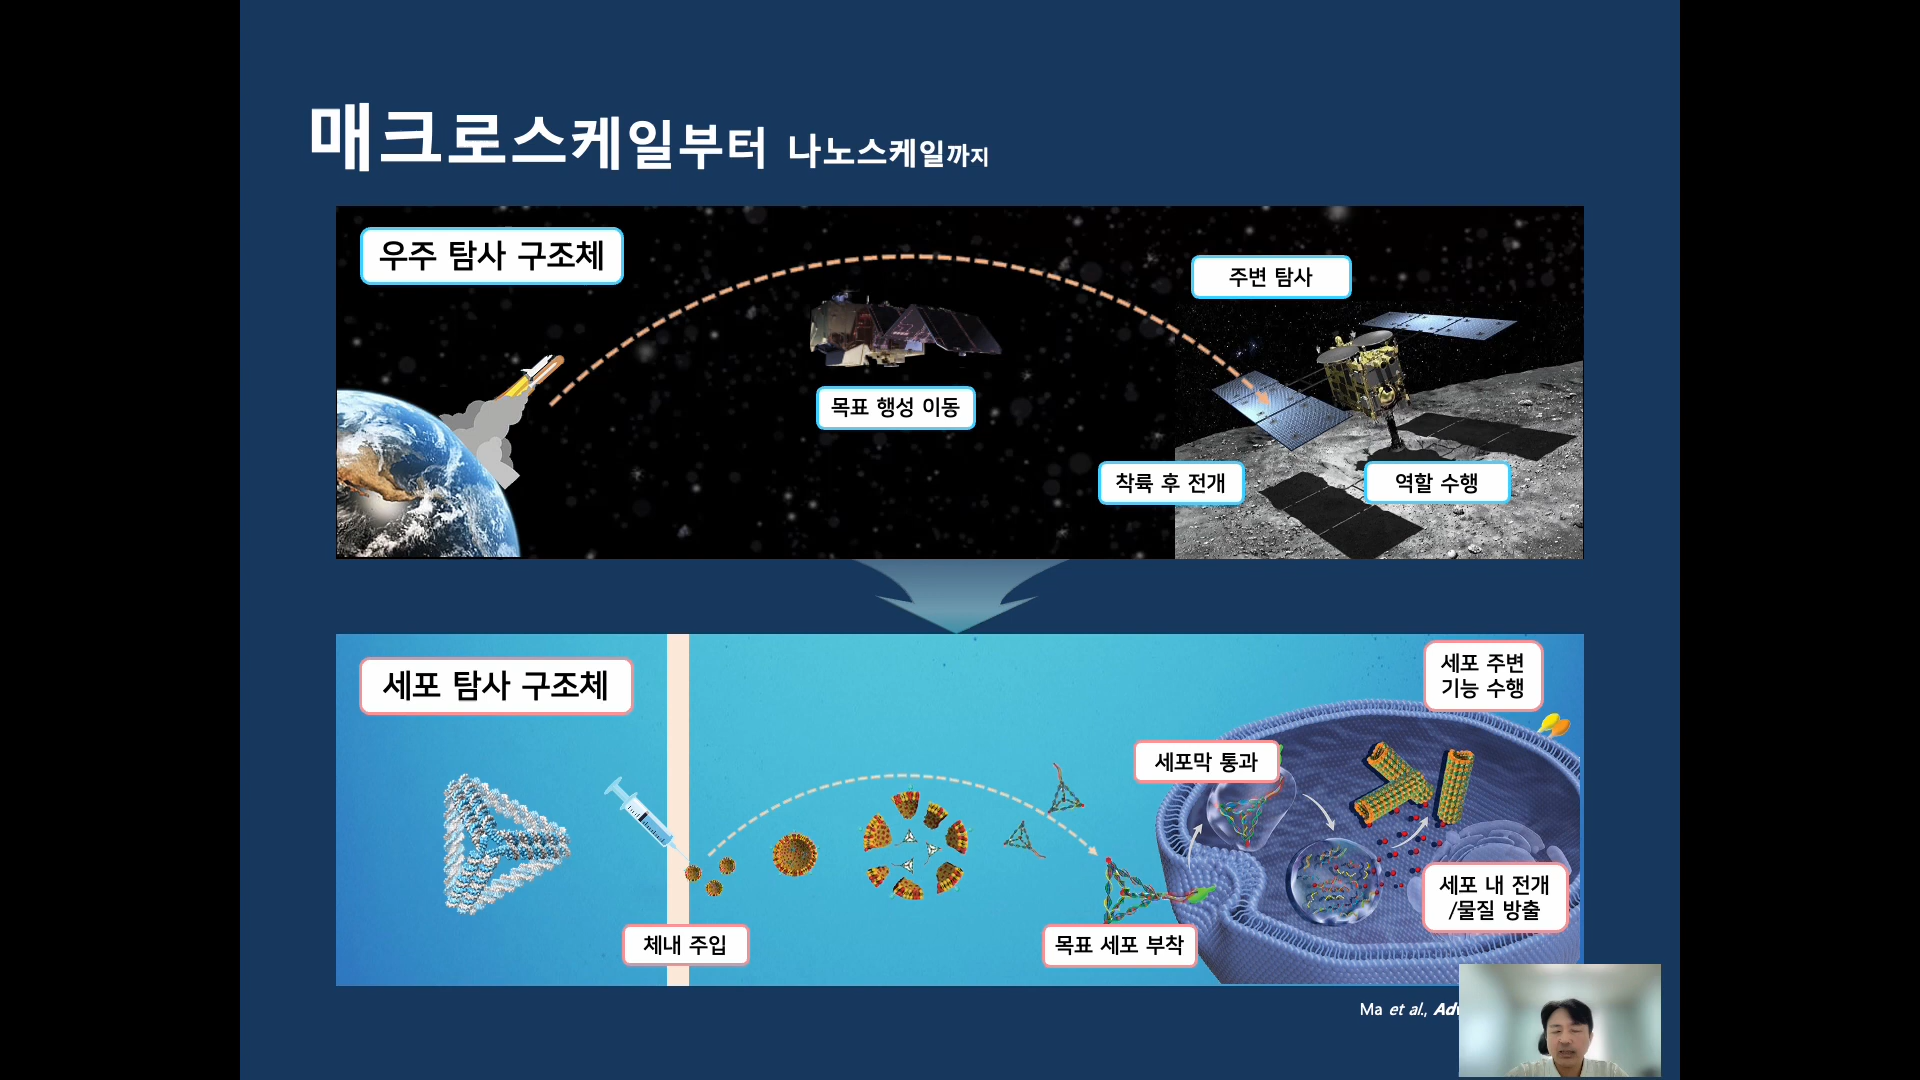 매크로스케일부터 나노스케일까지
우주 탐사 구조체
주변 탐사
목표 행성 이동
착륙 후 전개
역할 수행
세포 탐사 구조체
세포 주변
기능 수행
세포막 통과
세포 내 전개
/물질 방출
체내 주입
목표 세포 부착
Ma et al.,